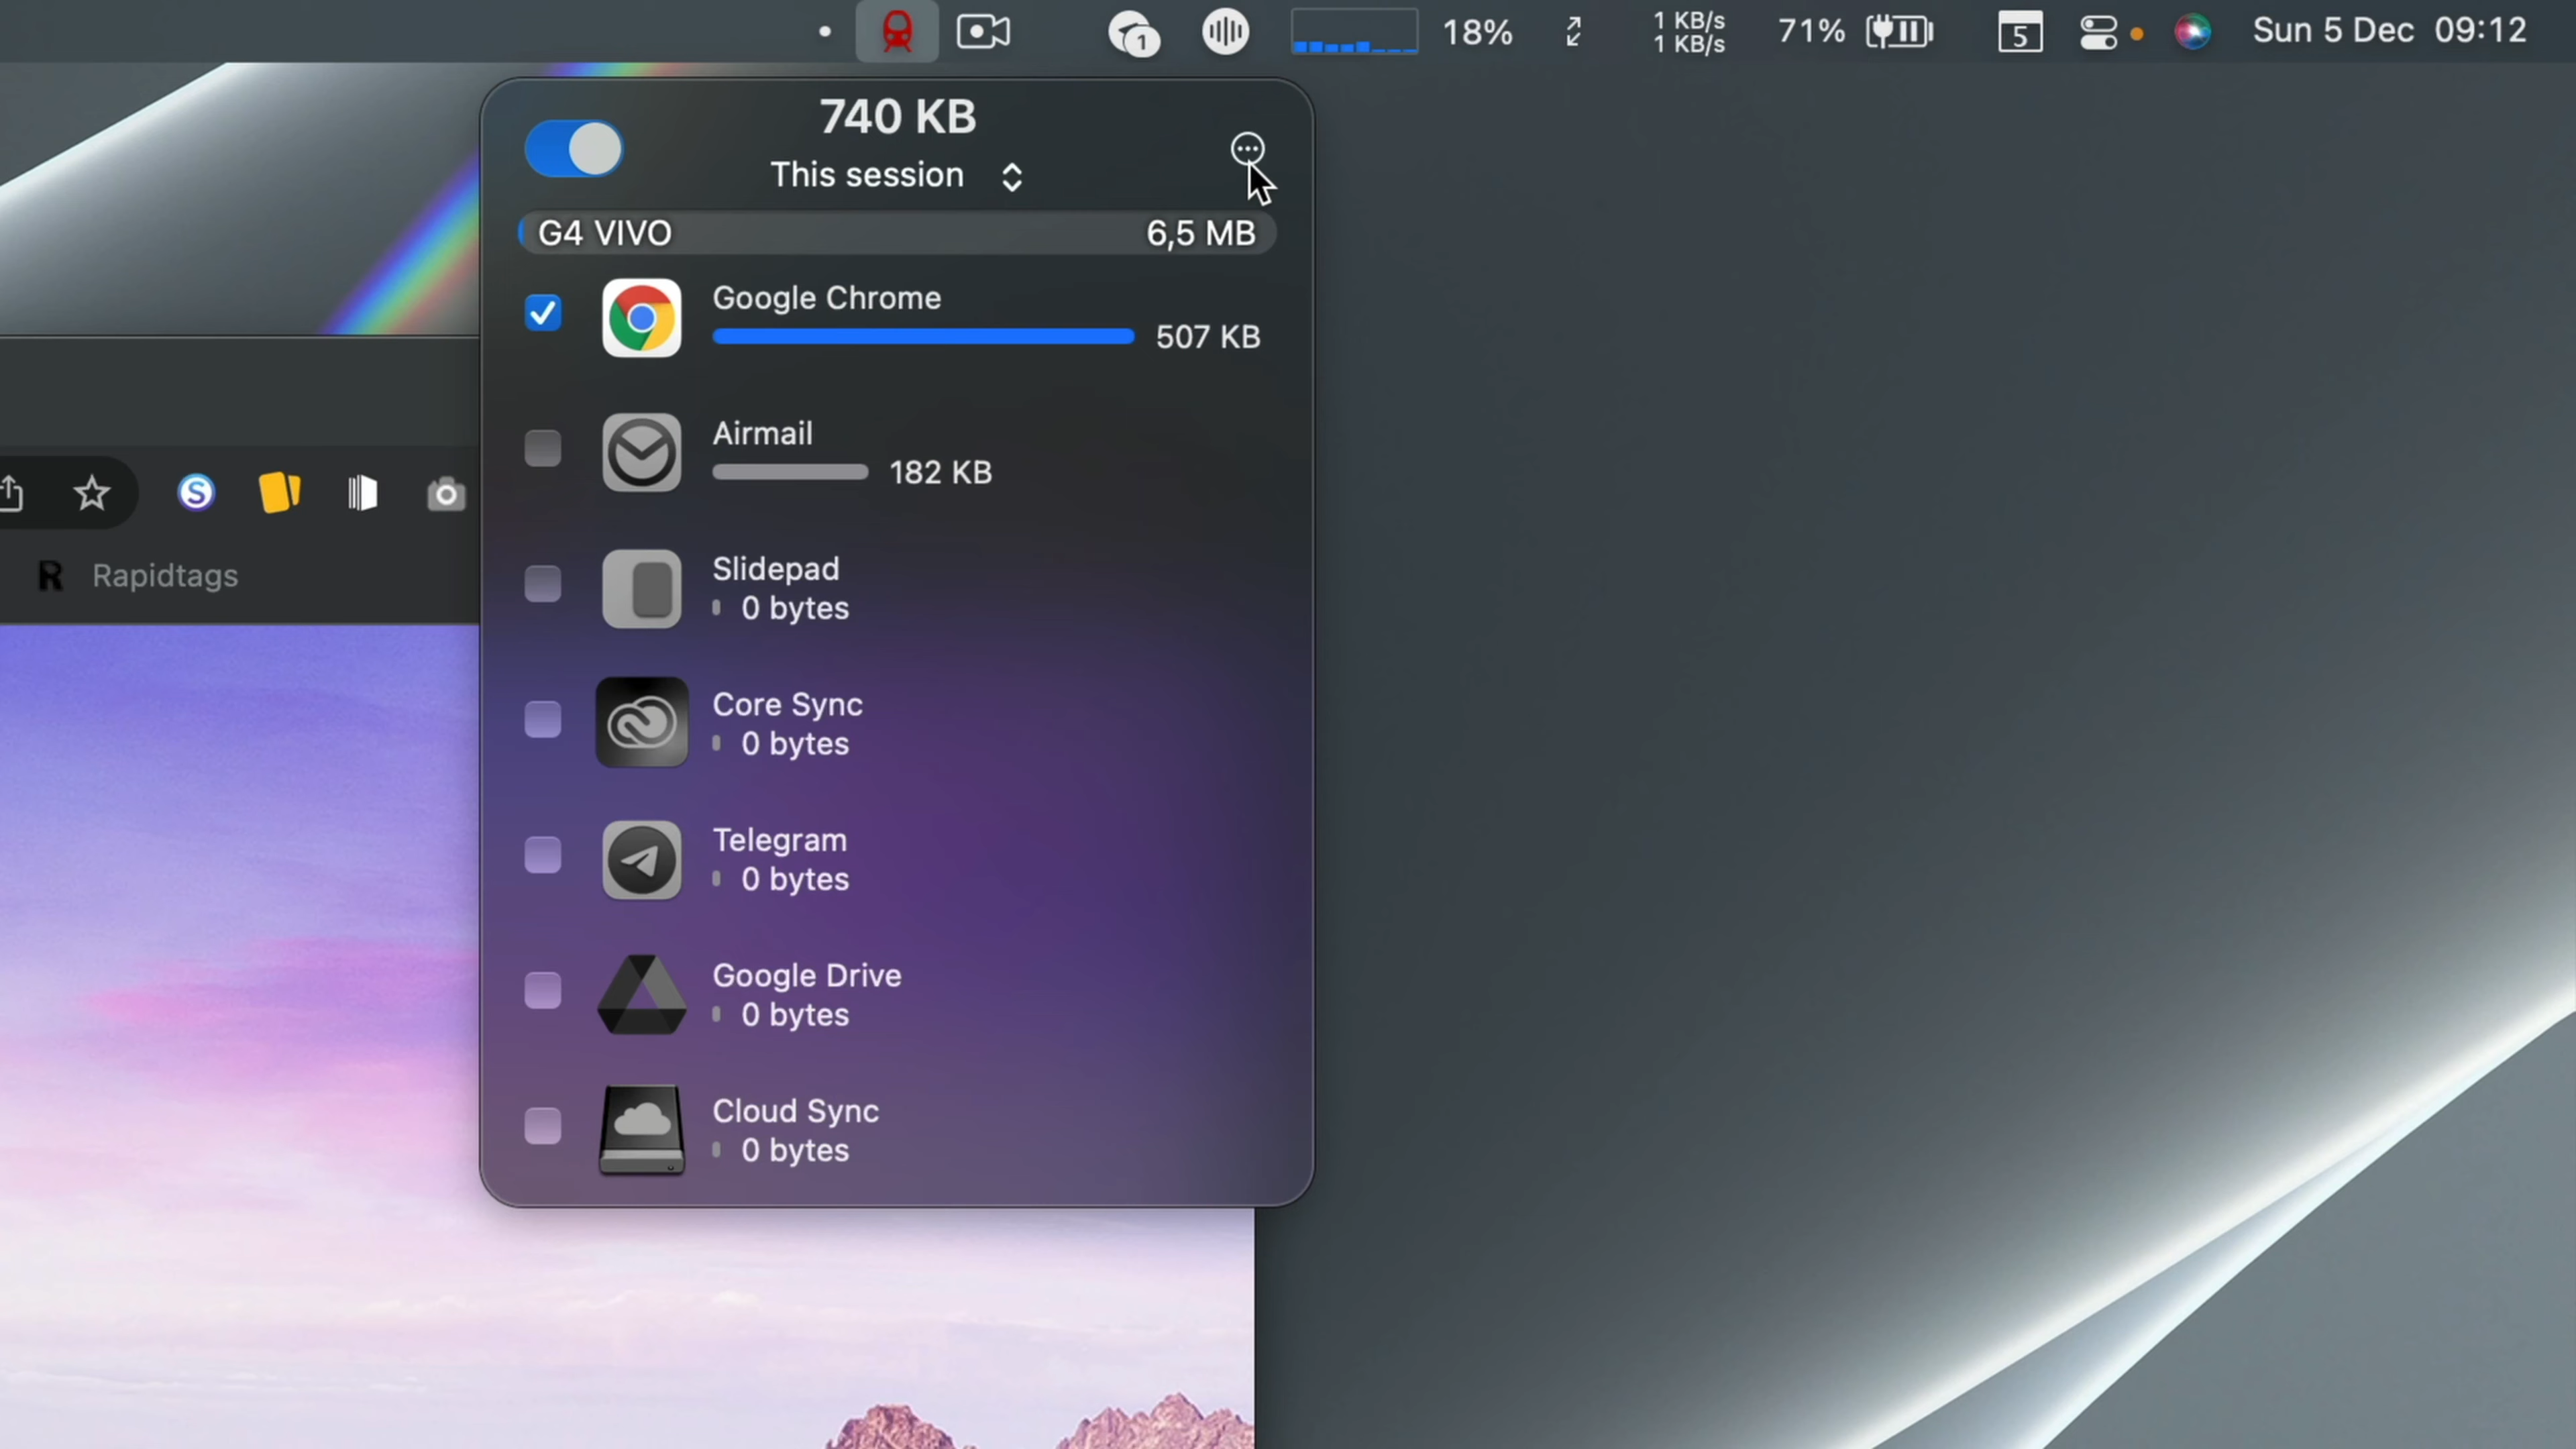 1
18%
1 KB/s
1 KB/s
71%
5
Sun 5 Dec 09:12
740 KB
This session
G4 VIVO 6,5 MB
Google Chrome
507 KB
Airmail
182 KB
S
Slidepad
0 bytes
R Rapidtags
Core Sync
0 bytes
Telegram
0 bytes
Google Drive
0 bytes
Cloud Sync
0 bytes